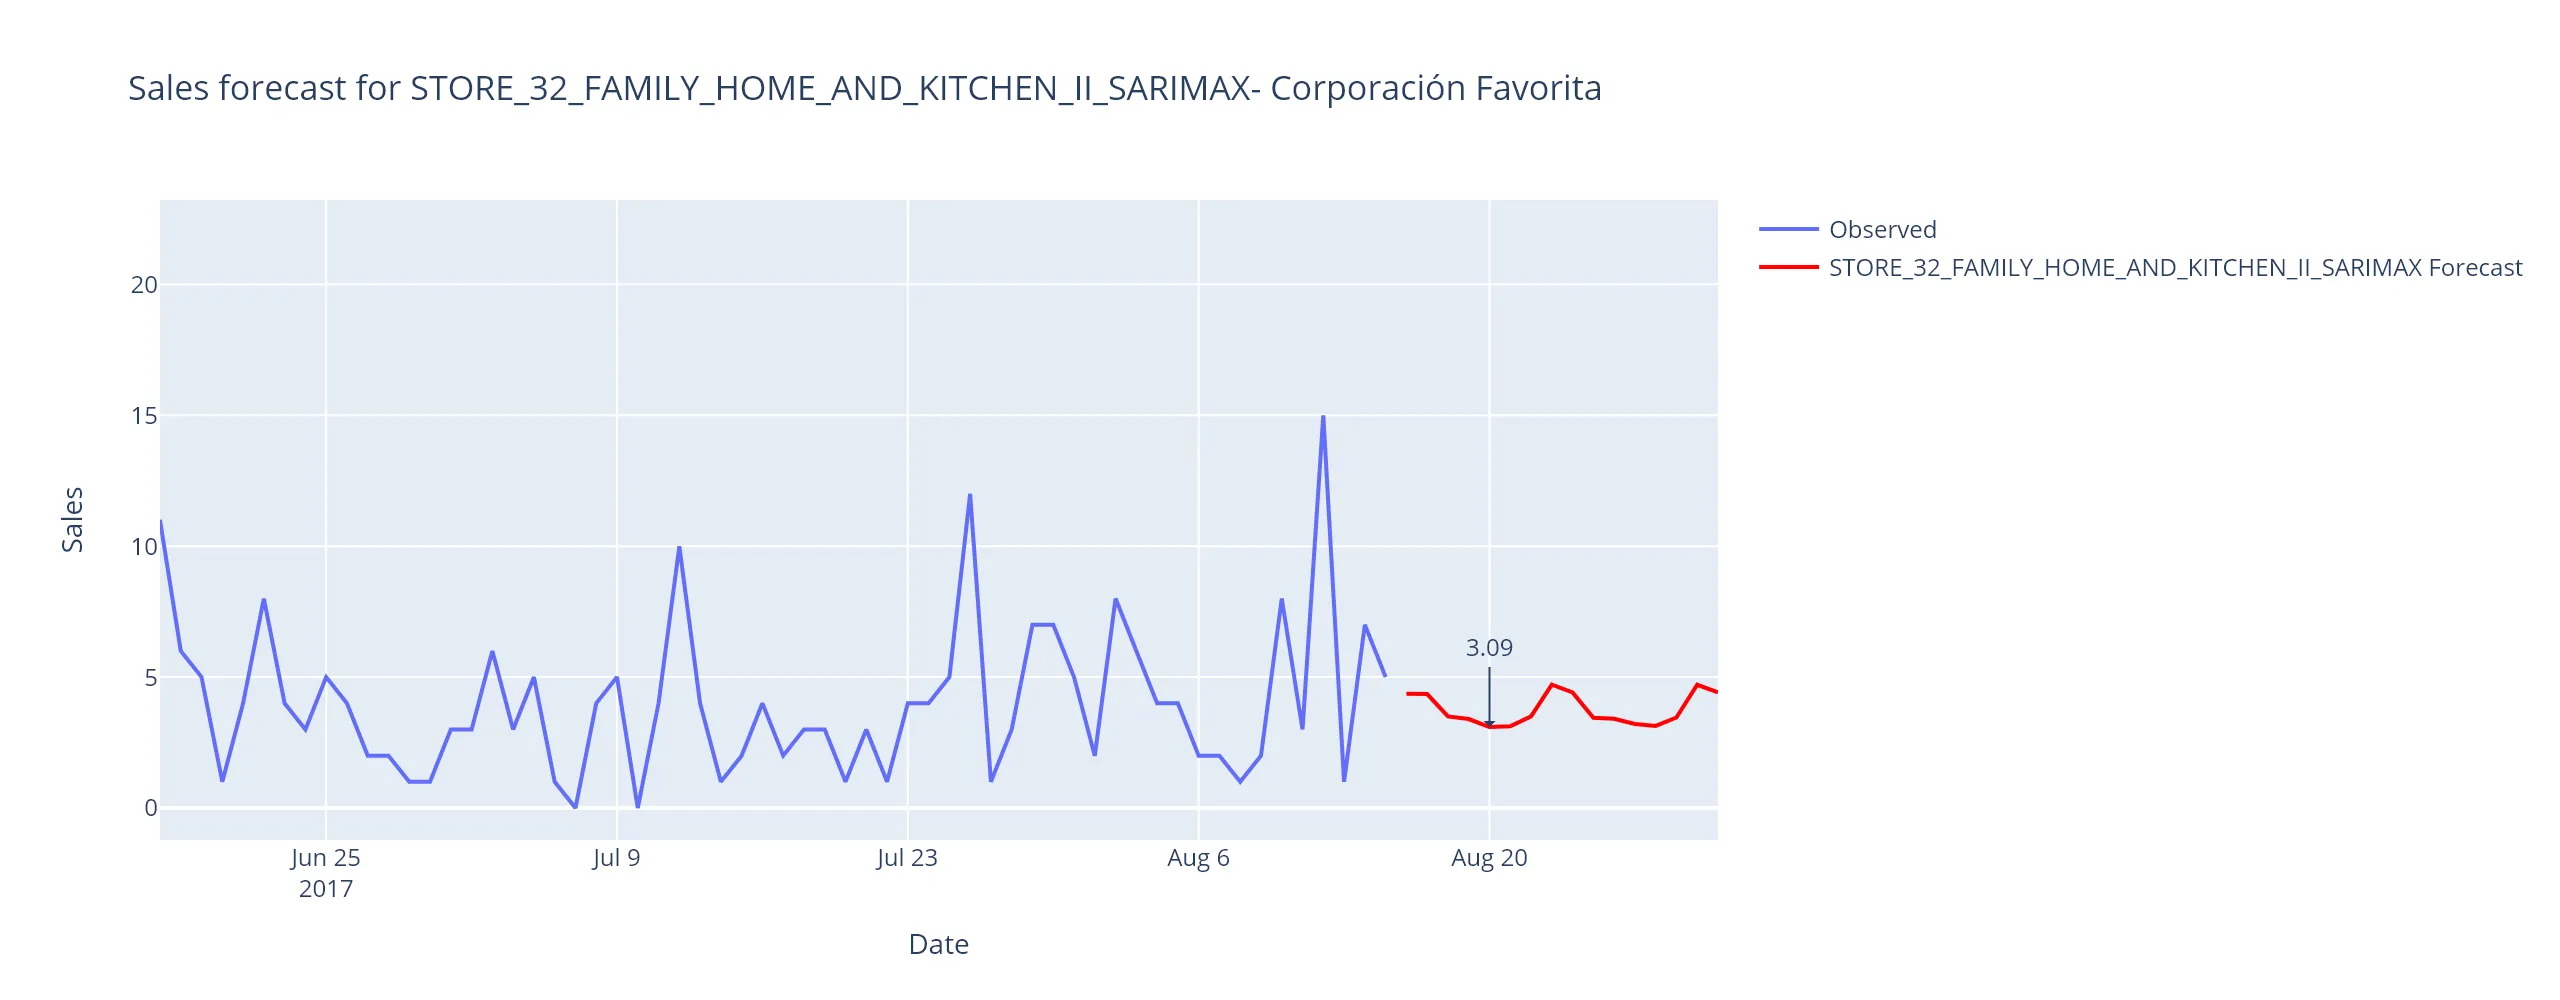 Sales forecast for STORE_32_FAMILY_HOME_AND_KITCHEN_II_SARIMAX- Corporación Favorita
Observed
STORE_32_FAMILY_HOME_AND_KITCHEN_II_SARIMAX Forecast
20
15
10
5
0
Sales
3.09
Jun 25
2017
Jul 9
Jul 23
Aug 6
Aug 20
Date